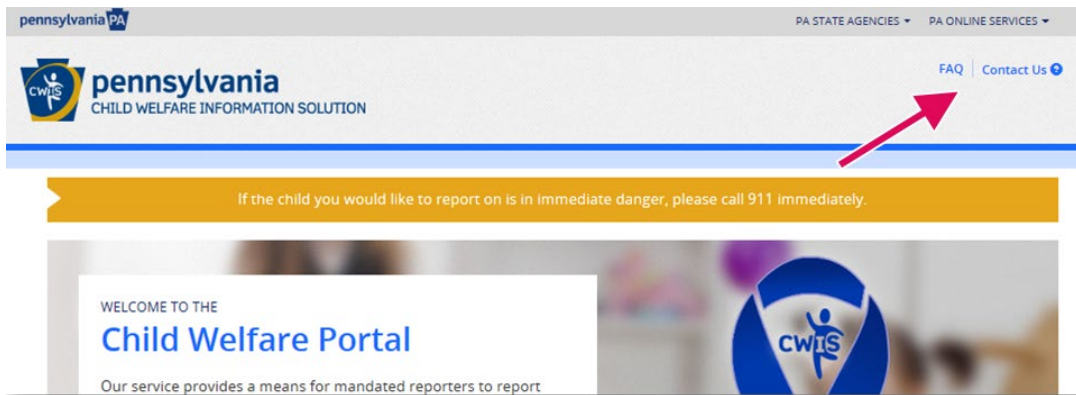 pennsylvania PA
PA STATE AGENCIES PA ONLINE SERVICES
CWIS
pennsylvania
CHILD WELFARE INFORMATION SOLUTION
FAQ Contact Us ?
If the child you would like to report on is in immediate danger, please call 911 immediately.
WELCOME TO THE
Child Welfare Portal
Our service provides a means for mandated reporters to report
CWIS